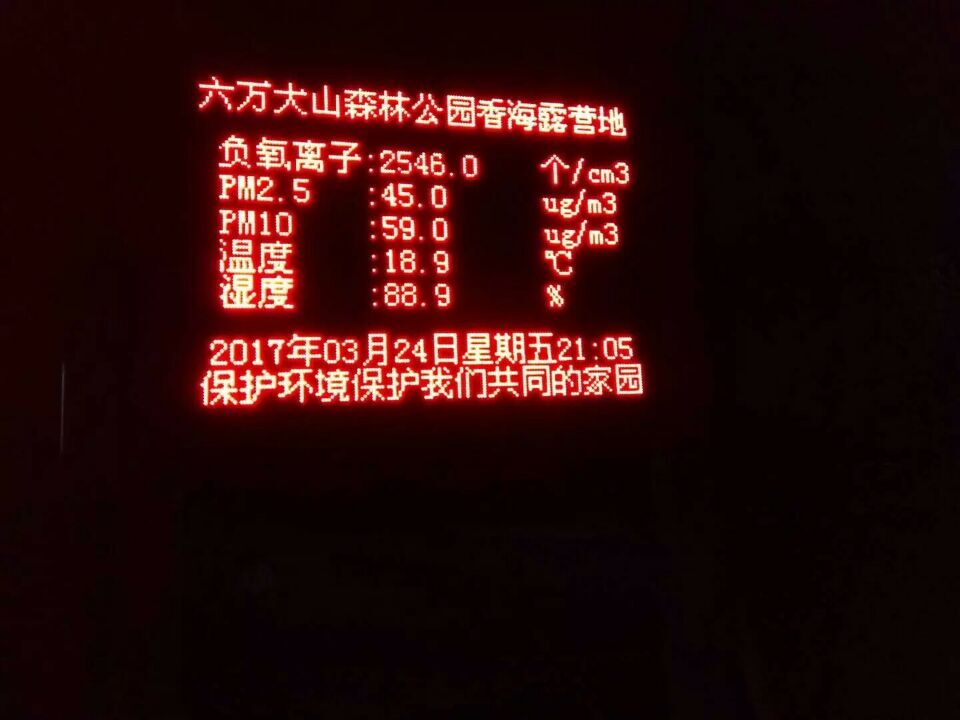 六万大山森林公园香海露营地
负氧离子:2546.0 个/cm3
PM2.5 :45.0 ug/m3
PM10 :59.0 ug/m3
温度 :18.9 ℃
湿度 :88.9 %
2017年03月24日星期五21:05
保护环境保护我们共同的家园